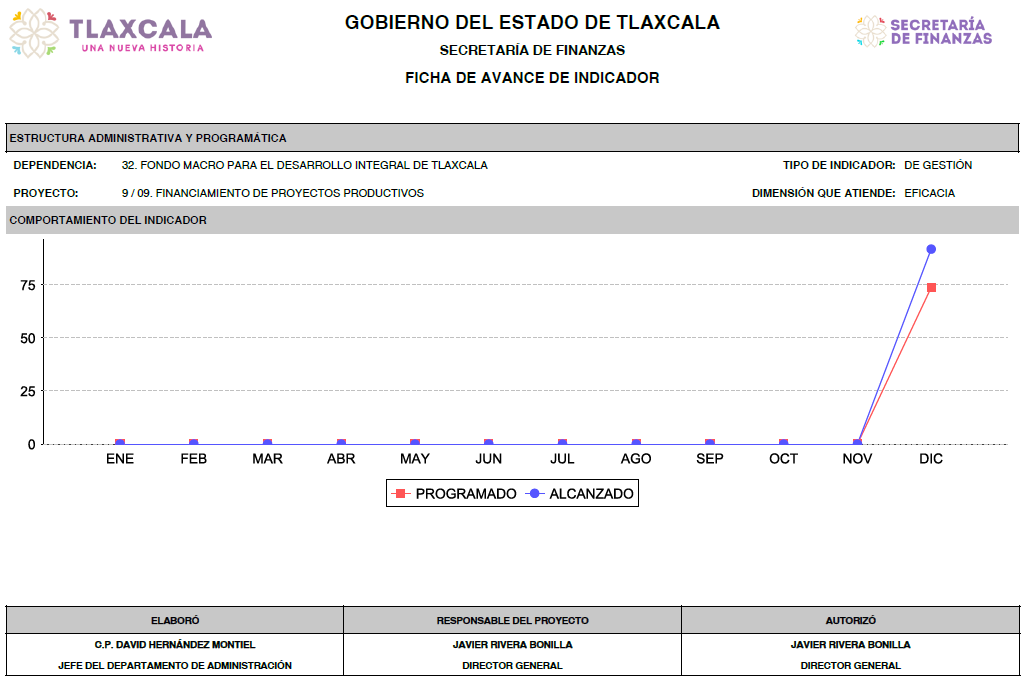 TLAXCALA
UNA NUEVA HISTORIA
GOBIERNO DEL ESTADO DE TLAXCALA
SECRETARÍA DE FINANZAS
FICHA DE AVANCE DE INDICADOR
SECRETARÍA
DE FINANZAS
ESTRUCTURA ADMINISTRATIVA Y PROGRAMÁTICA
DEPENDENCIA: 32. FONDO MACRO PARA EL DESARROLLO INTEGRAL DE TLAXCALA TIPO DE INDICADOR: DE GESTIÓN
PROYECTO: 9 / 09. FINANCIAMIENTO DE PROYECTOS PRODUCTIVOS DIMENSIÓN QUE ATIENDE: EFICACIA
COMPORTAMIENTO DEL INDICADOR
75
50
25
0
ENE FEB MAR ABR MAY JUN JUL AGO SEP OCT NOV DIC
PROGRAMADO ALCANZADO
ELABORÓ RESPONSABLE DEL PROYECTO AUTORIZÓ
C.P. DAVID HERNÁNDEZ MONTIEL JAVIER RIVERA BONILLA JAVIER RIVERA BONILLA
JEFE DEL DEPARTAMENTO DE ADMINISTRACIÓN DIRECTOR GENERAL DIRECTOR GENERAL